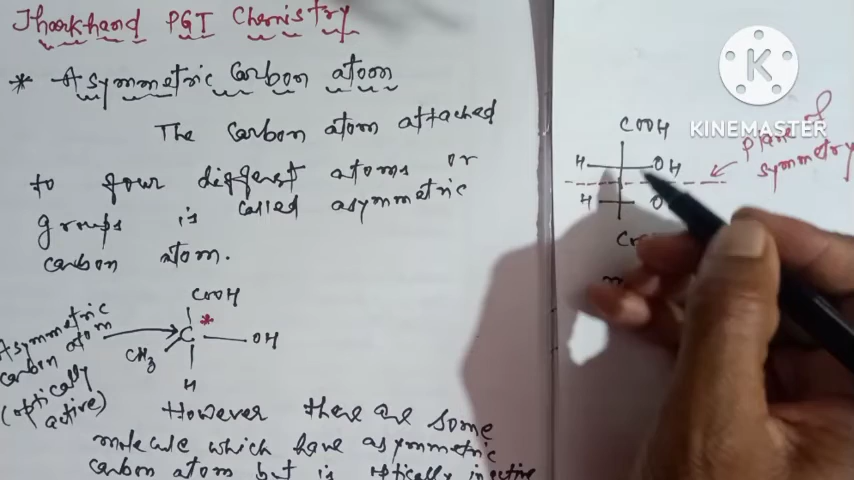 Jharkhand PGT Chemistry
* Asymmetric Carbon atom
The carbon atom attached
to four different atoms or
groups is called asymmetric
carbon atom.
COOH
Asymmetric
carbon atom
(optically
active)
C *
OH
CH3
H
However there are some
molecule which have asymmetric
carbon atom but is optically inactive
K
KINEMASTER
COOH
H
OH
plane of
symmetry
H
O
m